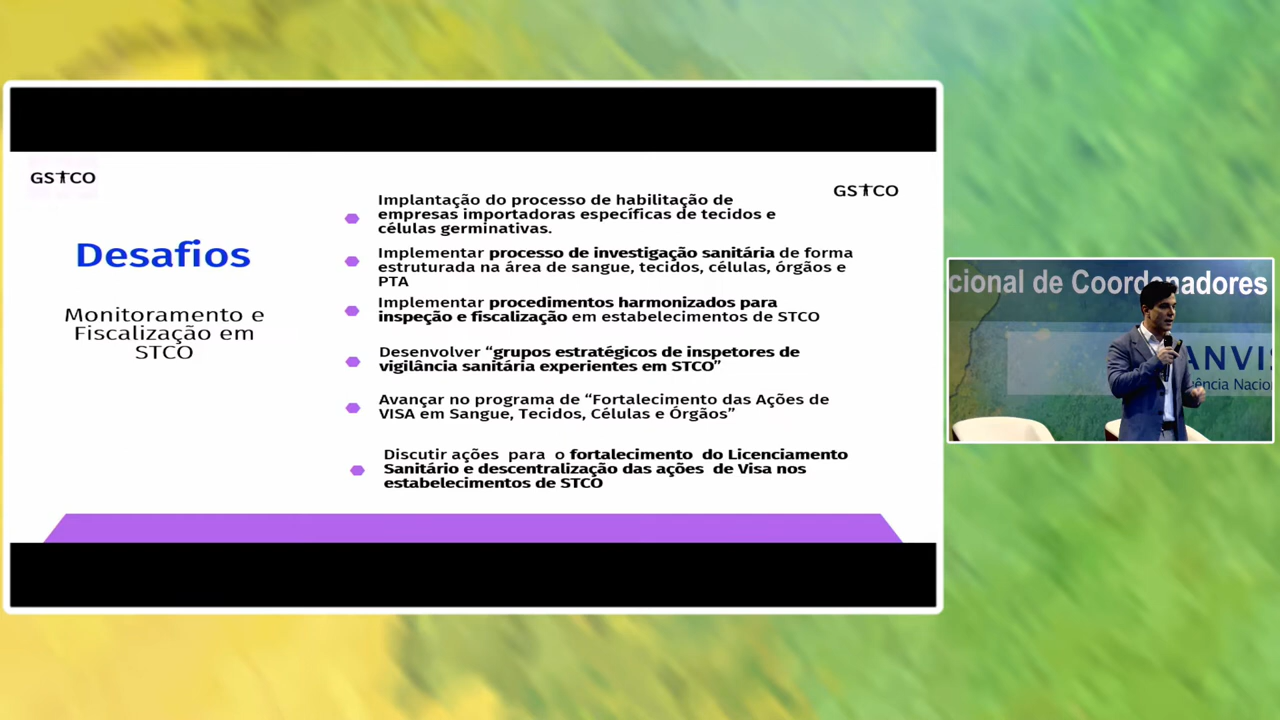 GSTCO
GSTCO
Desafios
Monitoramento e
Fiscalização em
STCO
Implantação do processo de habilitação de
empresas importadoras específicas de tecidos e
células germinativas.
Implementar processo de investigação sanitária de forma
estruturada na área de sangue, tecidos, células, órgãos e
PTA
Implementar procedimentos harmonizados para
inspeção e fiscalização em estabelecimentos de STCO
Desenvolver “grupos estratégicos de inspetores de
vigilância sanitária experientes em STCO”
Avançar no programa de “Fortalecimento das Ações de
VISA em Sangue, Tecidos, Células e Órgãos”
Discutir ações para o fortalecimento do Licenciamento
Sanitário e descentralização das ações de Visa nos
estabelecimentos de STCO
cional de Coordenadores
ANVIS
ência Nacio